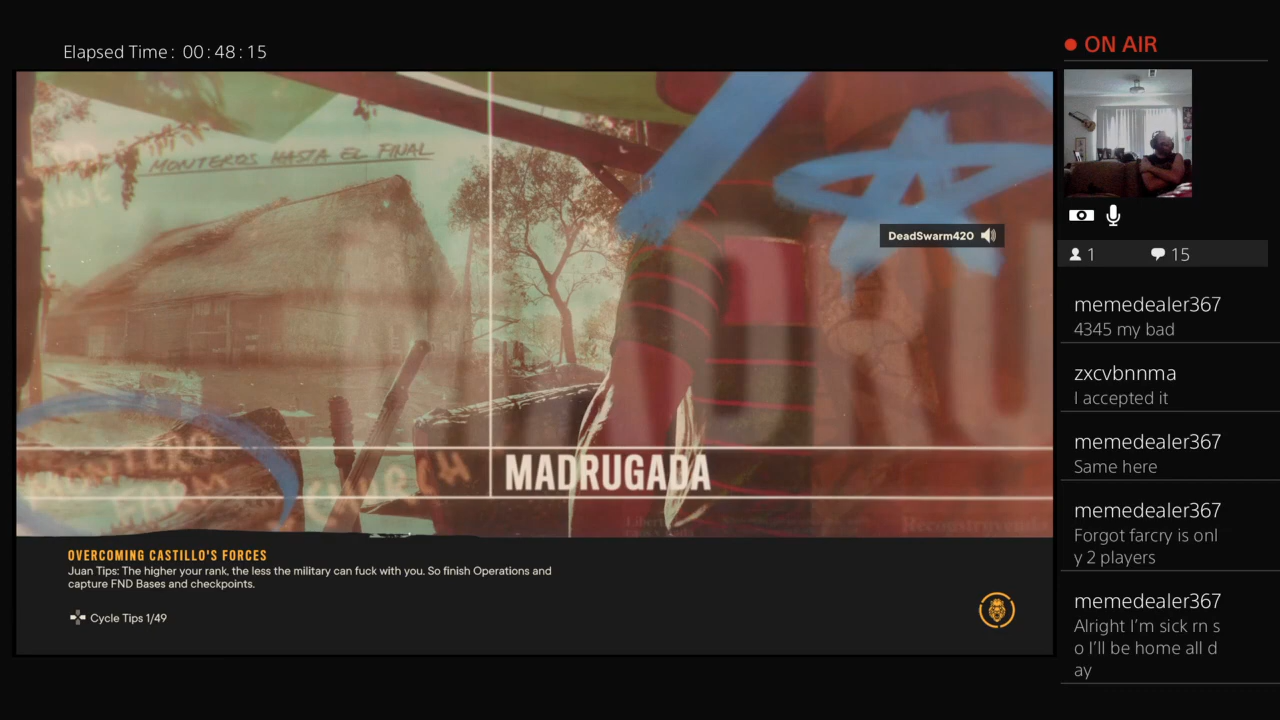 Elapsed Time: 00:48:15
ON AIR
MONTEROS HASTA EL FINAL
DeadSwarm420
1 15
memedealer367
4345 my bad
zxcvbnnma
I accepted it
memedealer367
Same here
memedealer367
Forgot farcry is onl
y 2 players
memedealer367
Alright I'm sick rn s
o I'll be home all d
ay
MONTERO
FARM
CHURCH
MADRUGADA
OVERCOMING CASTILLO'S FORCES
Juan Tips: The higher your rank, the less the military can fuck with you. So finish Operations and
capture FND Bases and checkpoints.
Cycle Tips 1/49